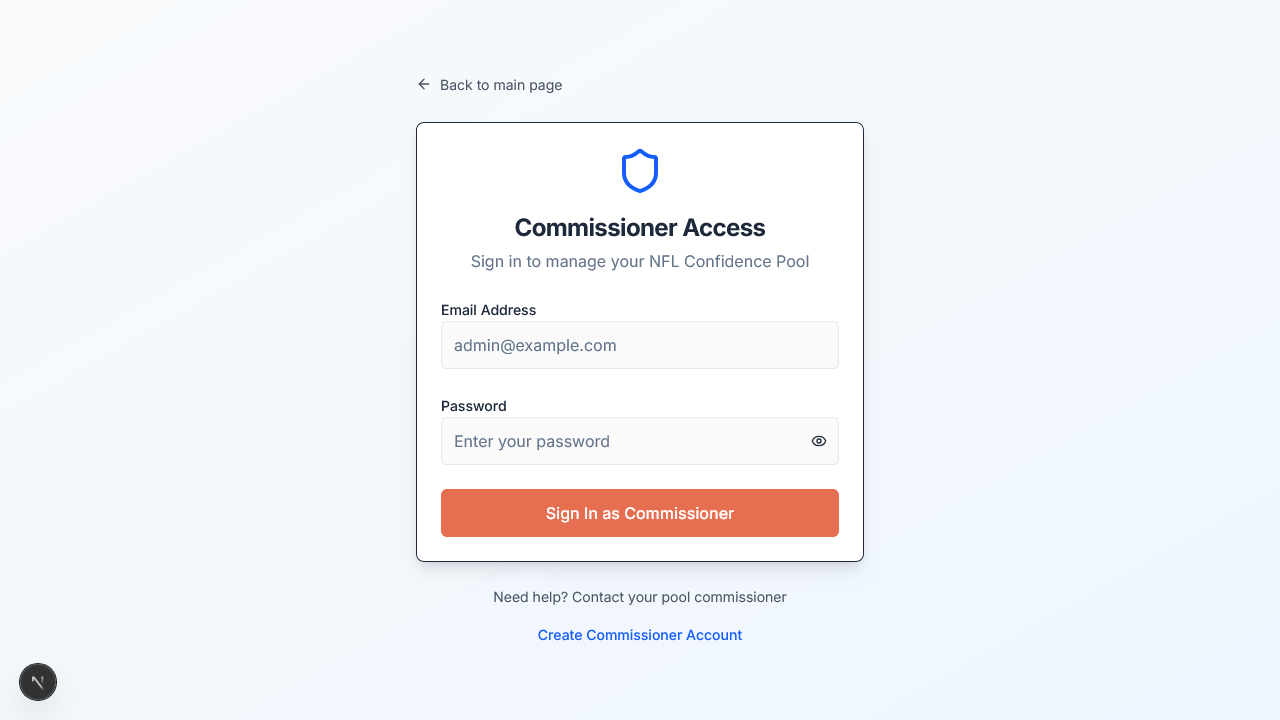 Back to main page
Commissioner Access
Sign in to manage your NFL Confidence Pool
Email Address
admin@example.com
Password
Enter your password
Sign In as Commissioner
Need help? Contact your pool commissioner
Create Commissioner Account
N